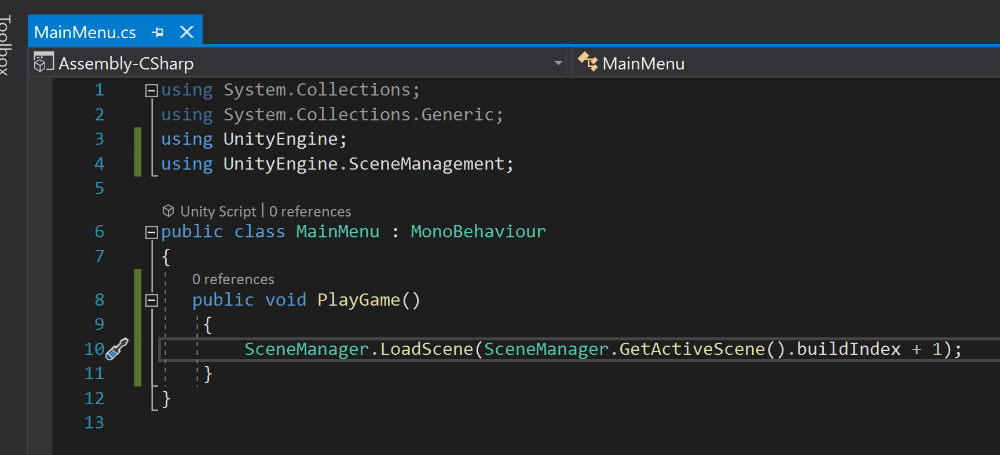 Toolbox
MainMenu.cs
Assembly-CSharp
MainMenu
1 using System.Collections;
2 using System.Collections.Generic;
3 using UnityEngine;
4 using UnityEngine.SceneManagement;
5
Unity Script | 0 references
6 public class MainMenu : MonoBehaviour
7 {
0 references
8 public void PlayGame()
9 {
10 SceneManager.LoadScene(SceneManager.GetActiveScene().buildIndex + 1);
11 }
12 }
13